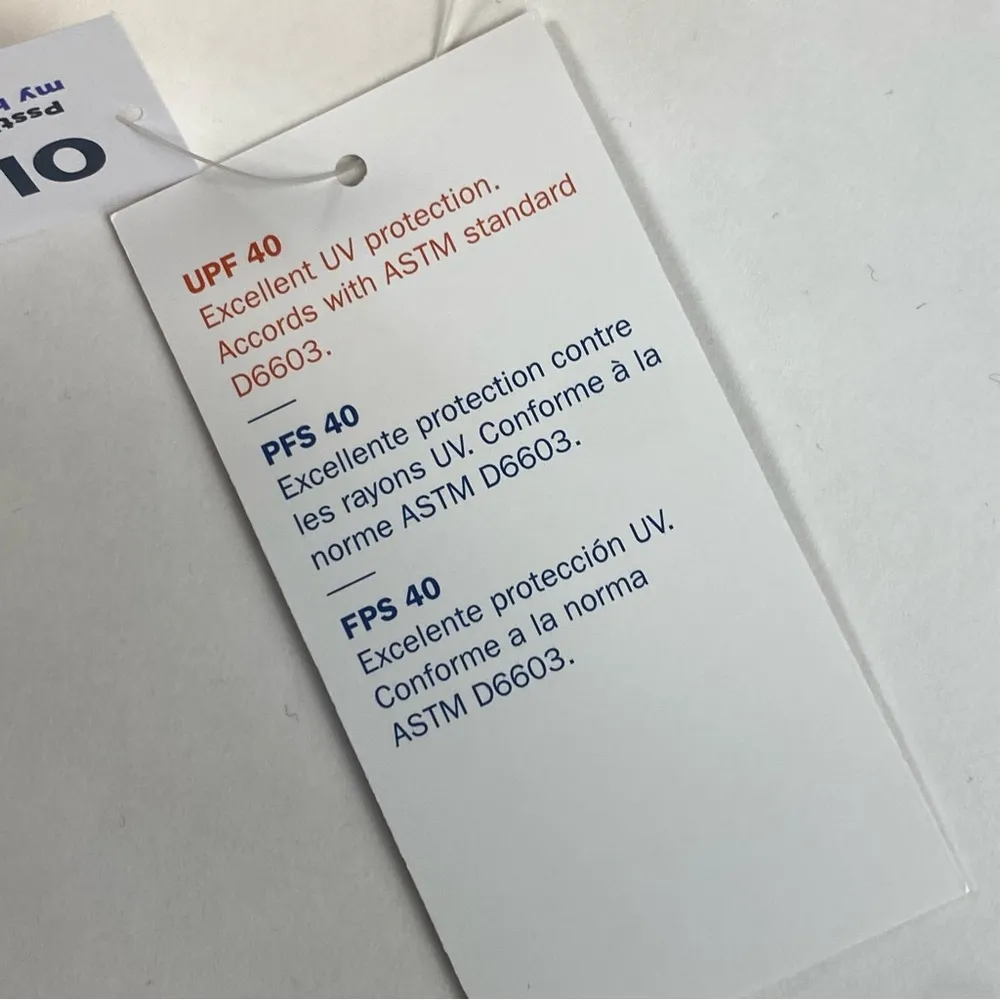 UPF 40
Excellent UV protection.
Accords with ASTM standard
D6603.
PFS 40
Excellente protection contre
les rayons UV. Conforme à la
norme ASTM D6603.
FPS 40
Excelente protección UV.
Conforme a la norma
ASTM D6603.
my